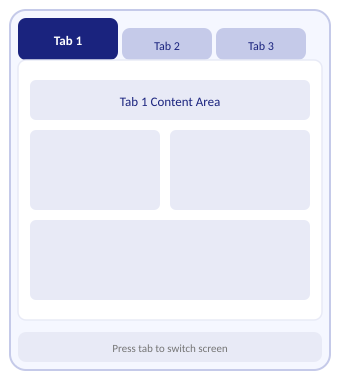 Tab 1
Tab 2
Tab 3
Tab 1 Content Area
Press tab to switch screen